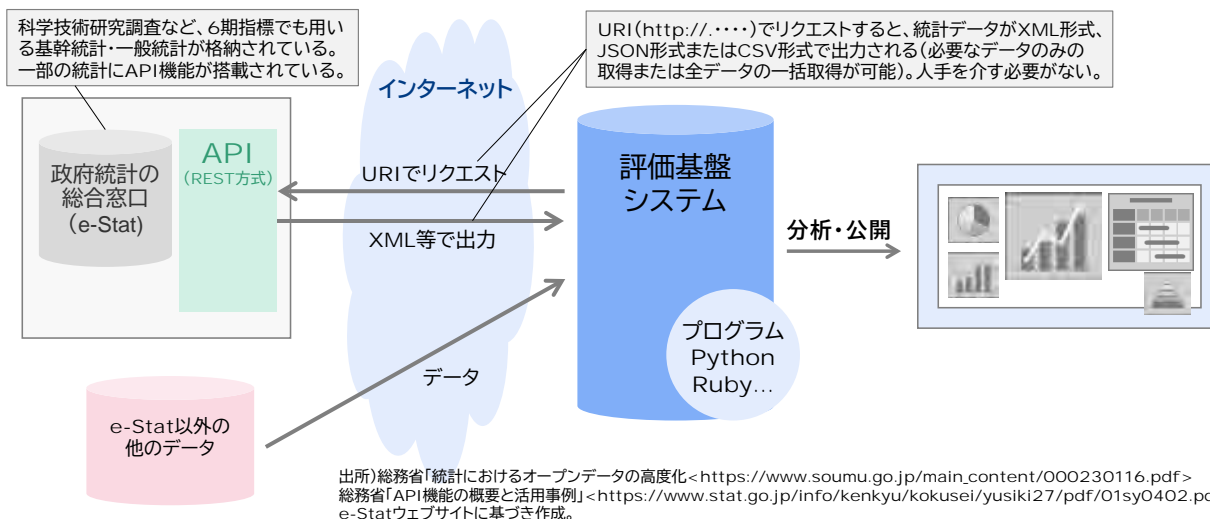 科学技術研究調査など、6期指標でも用い
る基幹統計・一般統計が格納されている。
一部の統計にAPI機能が搭載されている。
URI(http://.・・・・)でリクエストすると、統計データがXML形式、
JSON形式またはCSV形式で出力される(必要なデータのみの
取得または全データの一括取得が可能)。人手を介す必要がない。
インターネット
政府統計の
総合窓口
(e-Stat)
API
(REST方式)
URIでリクエスト
XML等で出力
評価基盤
システム
分析・公開
プログラム
Python
Ruby…
データ
e-Stat以外の
他のデータ
出所)総務省「統計におけるオープンデータの高度化<https://www.soumu.go.jp/main_content/000230116.pdf>
総務省「API機能の概要と活用事例」<https://www.stat.go.jp/info/kenkyu/kokusei/yusiki27/pdf/01sy0402.pd
e-Statウェブサイトに基づき作成。